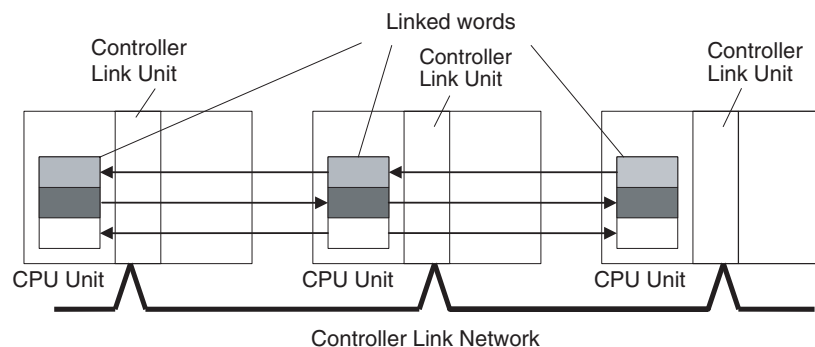 Linked words
Controller
Link Unit
Controller
Link Unit
Controller
Link Unit
CPU Unit
CPU Unit
CPU Unit
Controller Link Network